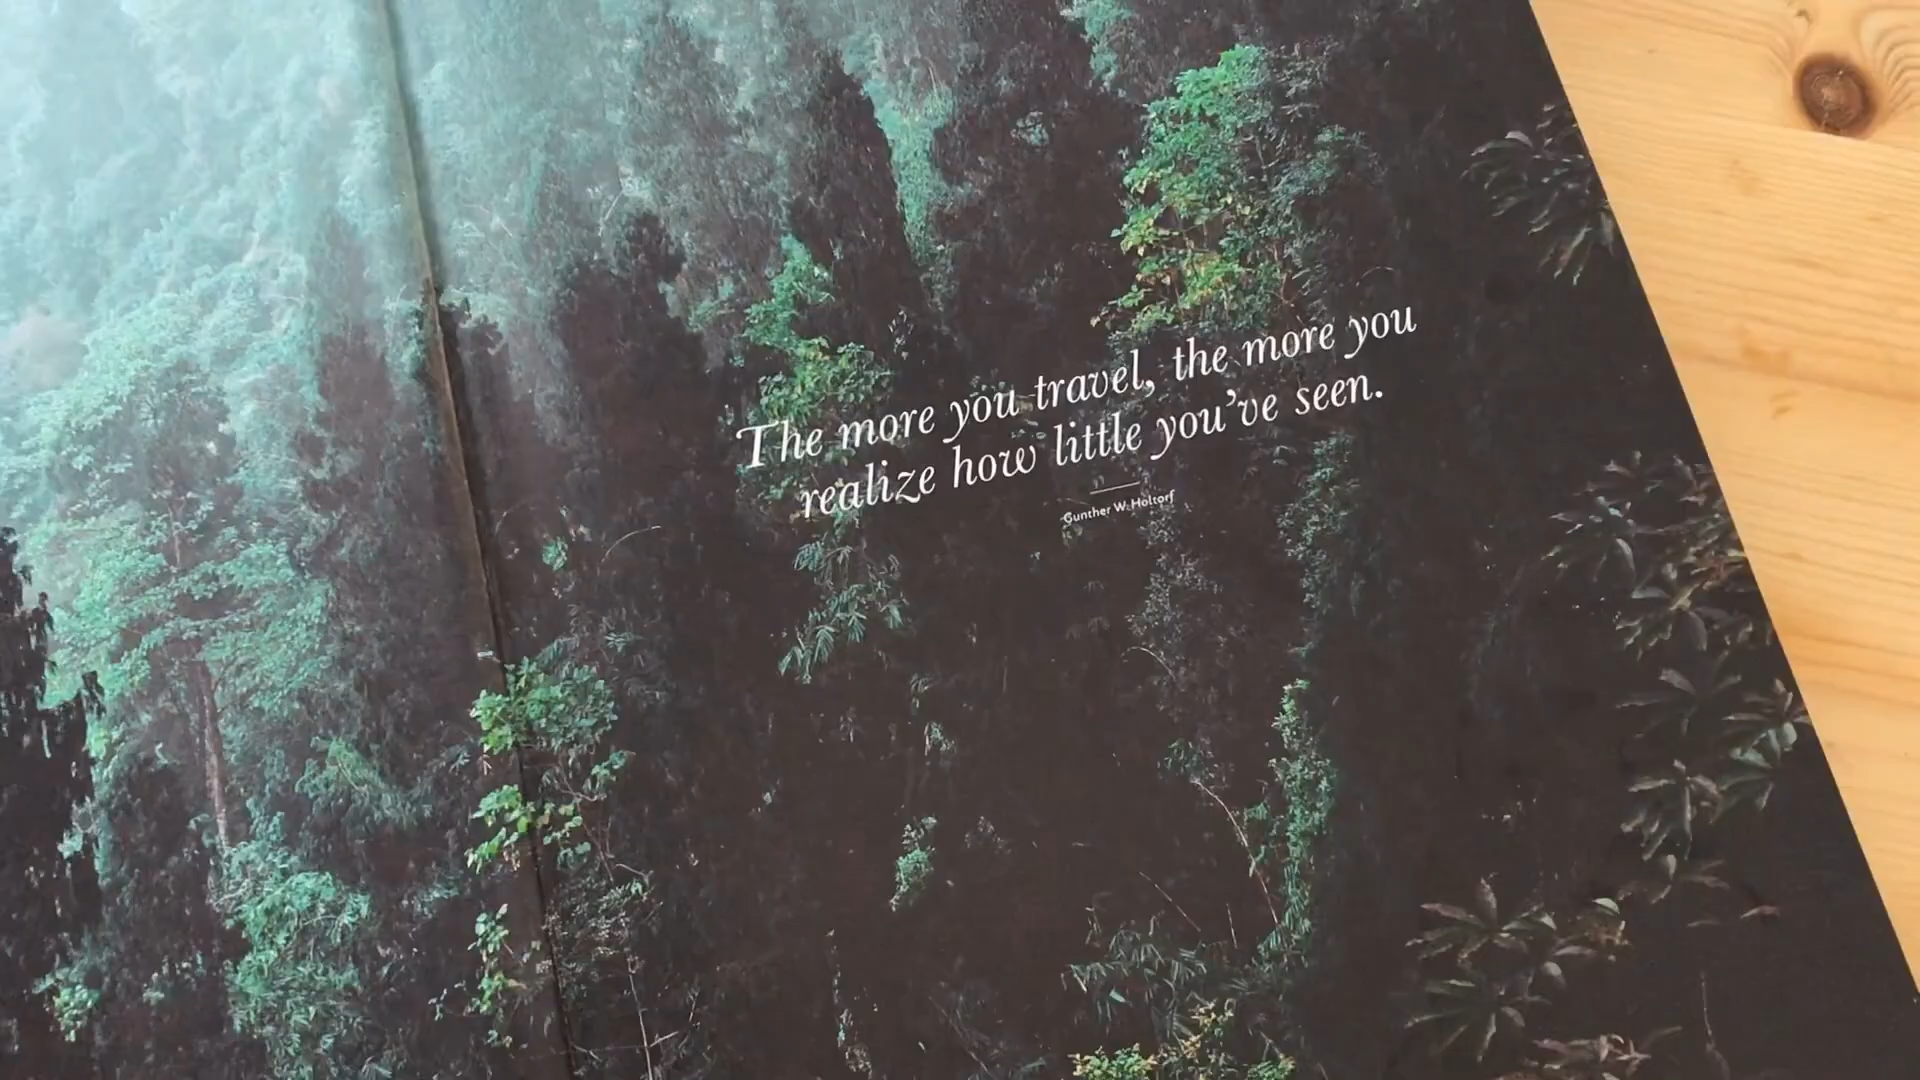 The more you travel, the more you
realize how little you've seen.
Gunther W. Holtorf